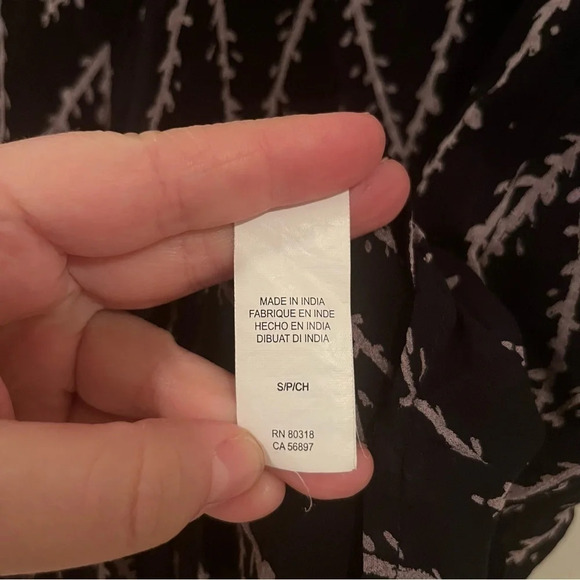 MADE IN INDIA
FABRIQUE EN INDE
HECHO EN INDIA
DIBUAT DI INDIA
S/P/CH
RN 80318
CA 56897